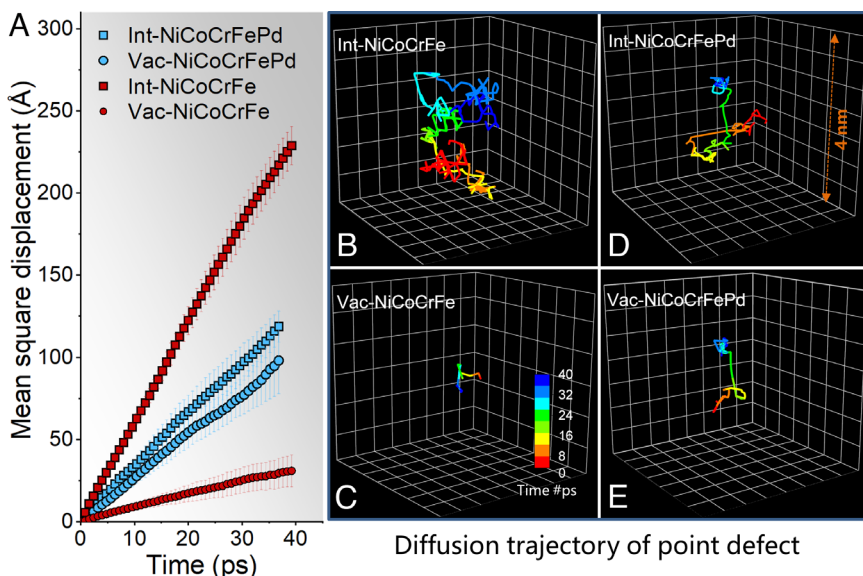 A
Mean square displacement (Å)
300
250
200
150
100
50
0
Int-NiCoCrFePd
Vac-NiCoCrFePd
Int-NiCoCrFe
Vac-NiCoCrFe
0
10
20
30
40
Time (ps)
Int-NiCoCrFe
B
Int-NiCoCrFePd
4 nm
D
Vac-NiCoCrFe
40
32
24
16
8
0
Time #ps
C
Vac-NiCoCrFePd
E
Diffusion trajectory of point defect